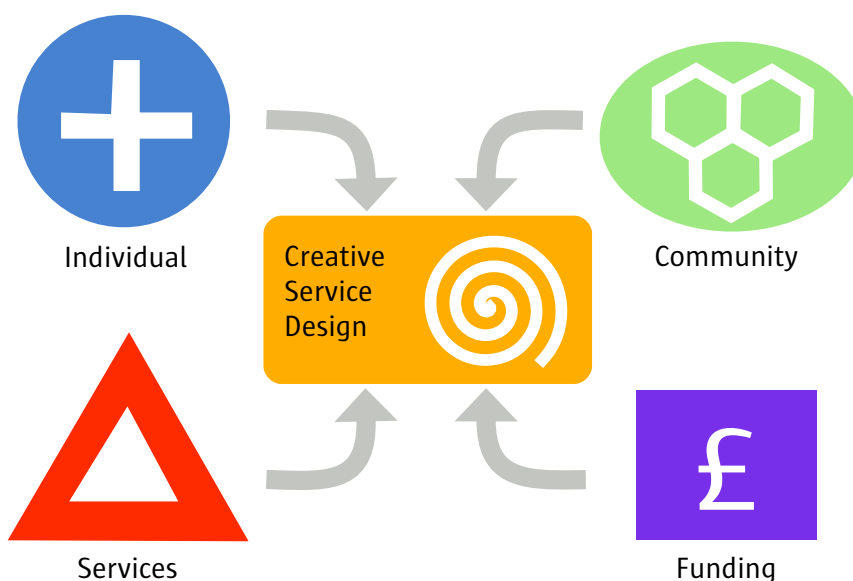 Individual
Community
Creative
Service
Design
£
Services
Funding